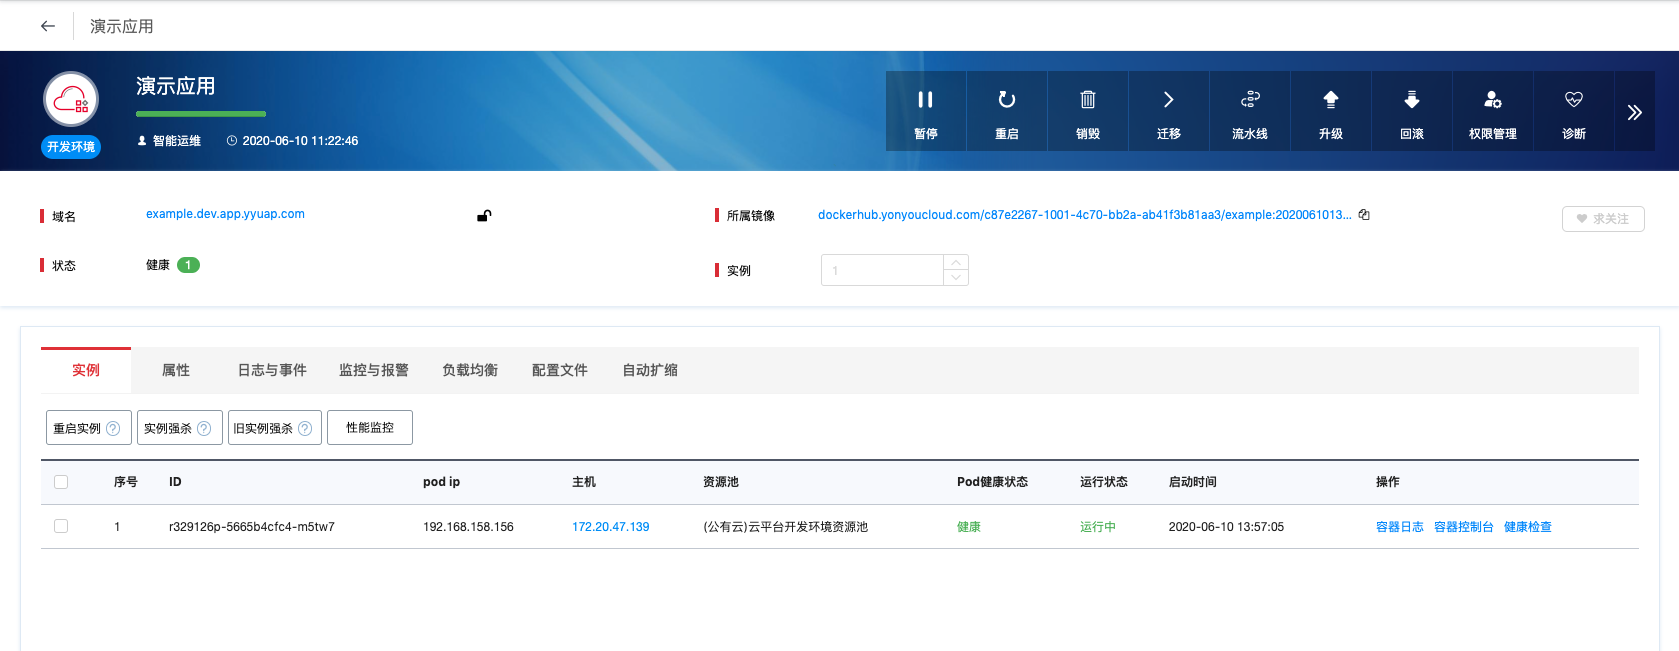 演示应用
演示应用
开发环境
智能运维 2020-06-10 11:22:46
暂停 重启 销毁 迁移 流水线 升级 回滚 权限管理 诊断
域名 example.dev.app.yyuap.com
所属镜像 dockerhub.yonyoucloud.com/c87e2267-1001-4c70-bb2a-ab41f3b81aa3/example:2020061013...
求关注
状态 健康 1
实例 1
实例 属性 日志与事件 监控与报警 负载均衡 配置文件 自动扩缩
重启实例 ? 实例强杀 ? 旧实例强杀 ? 性能监控
序号 ID pod ip 主机 资源池 Pod健康状态 运行状态 启动时间 操作
1 r329126p-5665b4cfc4-m5tw7 192.168.158.156 172.20.47.139 (公有云)云平台开发环境资源池 健康 运行中 2020-06-10 13:57:05 容器日志 容器控制台 健康检查